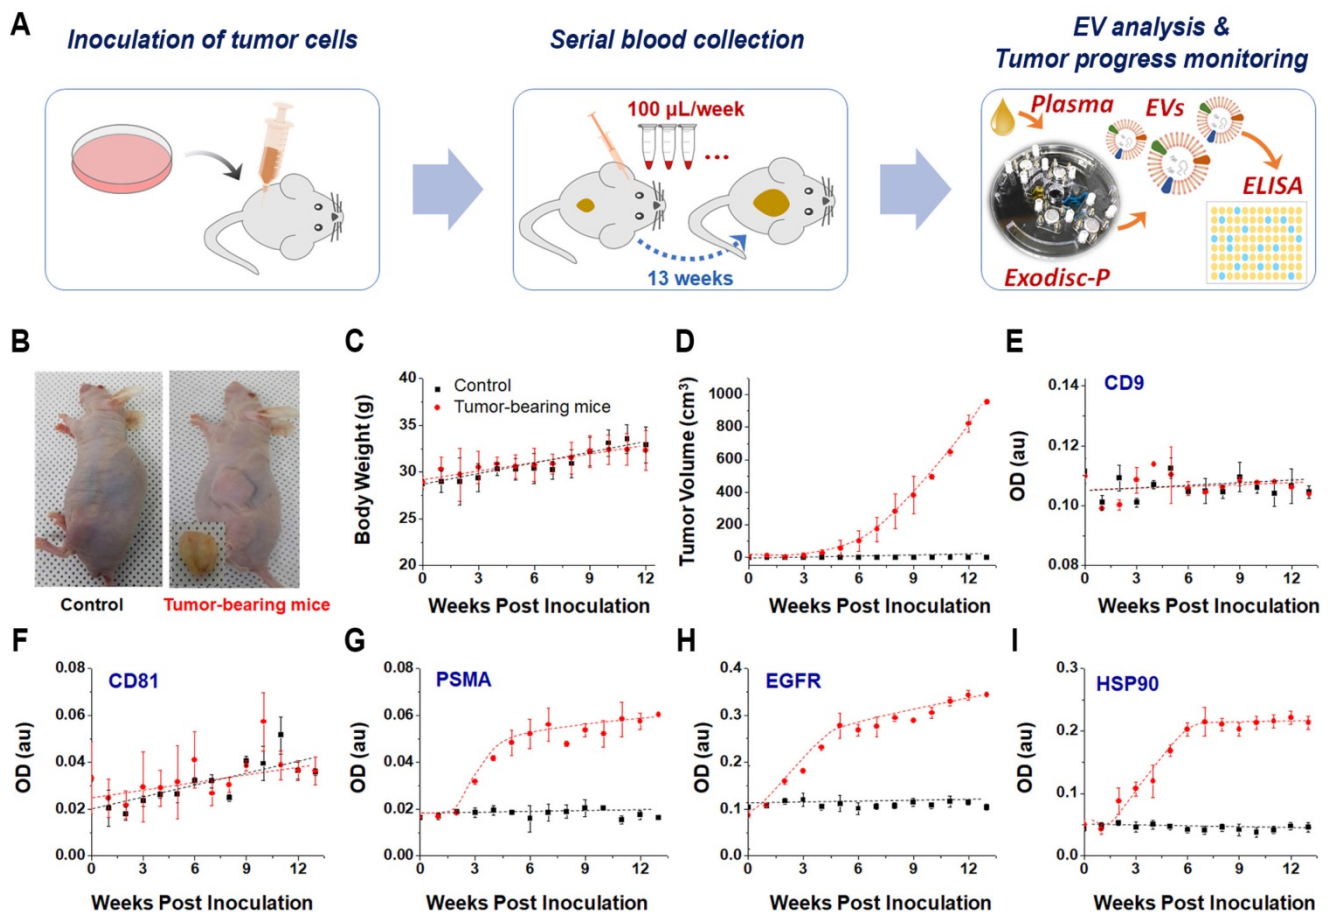 A
Inoculation of tumor cells
Serial blood collection
EV analysis &
Tumor progress monitoring
100 µL/week
...
13 weeks
Plasma
EVs
ELISA
Exodisc-P
B
Control
Tumor-bearing mice
C
Body Weight (g)
40
35
30
25
20
Control
Tumor-bearing mice
0 3 6 9 12
Weeks Post Inoculation
D
Tumor Volume (cm³)
1000
800
600
400
200
0
0 3 6 9 12
Weeks Post Inoculation
E
CD9
OD (au)
0.14
0.12
0.10
0.08
0 3 6 9 12
Weeks Post Inoculation
F
CD81
OD (au)
0.08
0.06
0.04
0.02
0.00
0 3 6 9 12
Weeks Post Inoculation
G
PSMA
OD (au)
0.08
0.06
0.04
0.02
0.00
0 3 6 9 12
Weeks Post Inoculation
H
EGFR
OD (au)
0.4
0.3
0.2
0.1
0.0
0 3 6 9 12
Weeks Post Inoculation
I
HSP90
OD (au)
0.3
0.2
0.1
0.0
0 3 6 9 12
Weeks Post Inoculation